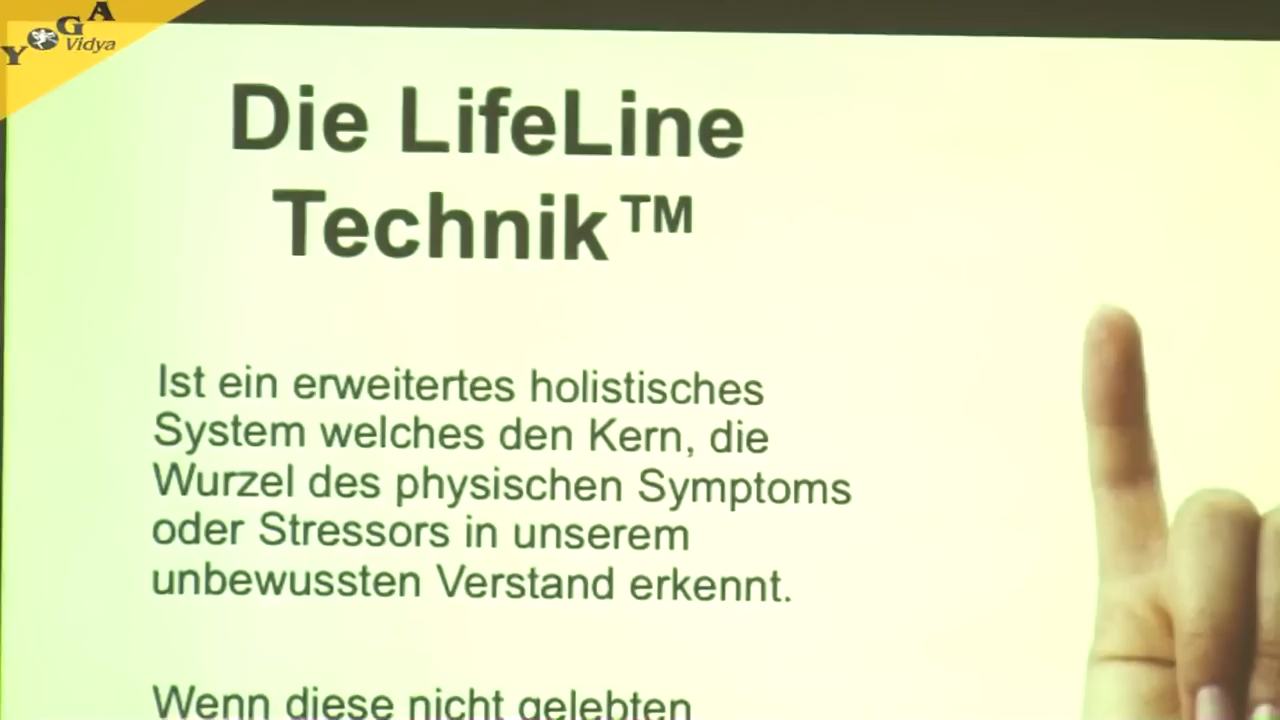 YOGA
Vidya
Die LifeLine
Technik™
Ist ein erweitertes holistisches
System welches den Kern, die
Wurzel des physischen Symptoms
oder Stressors in unserem
unbewussten Verstand erkennt.
Wenn diese nicht gelebten